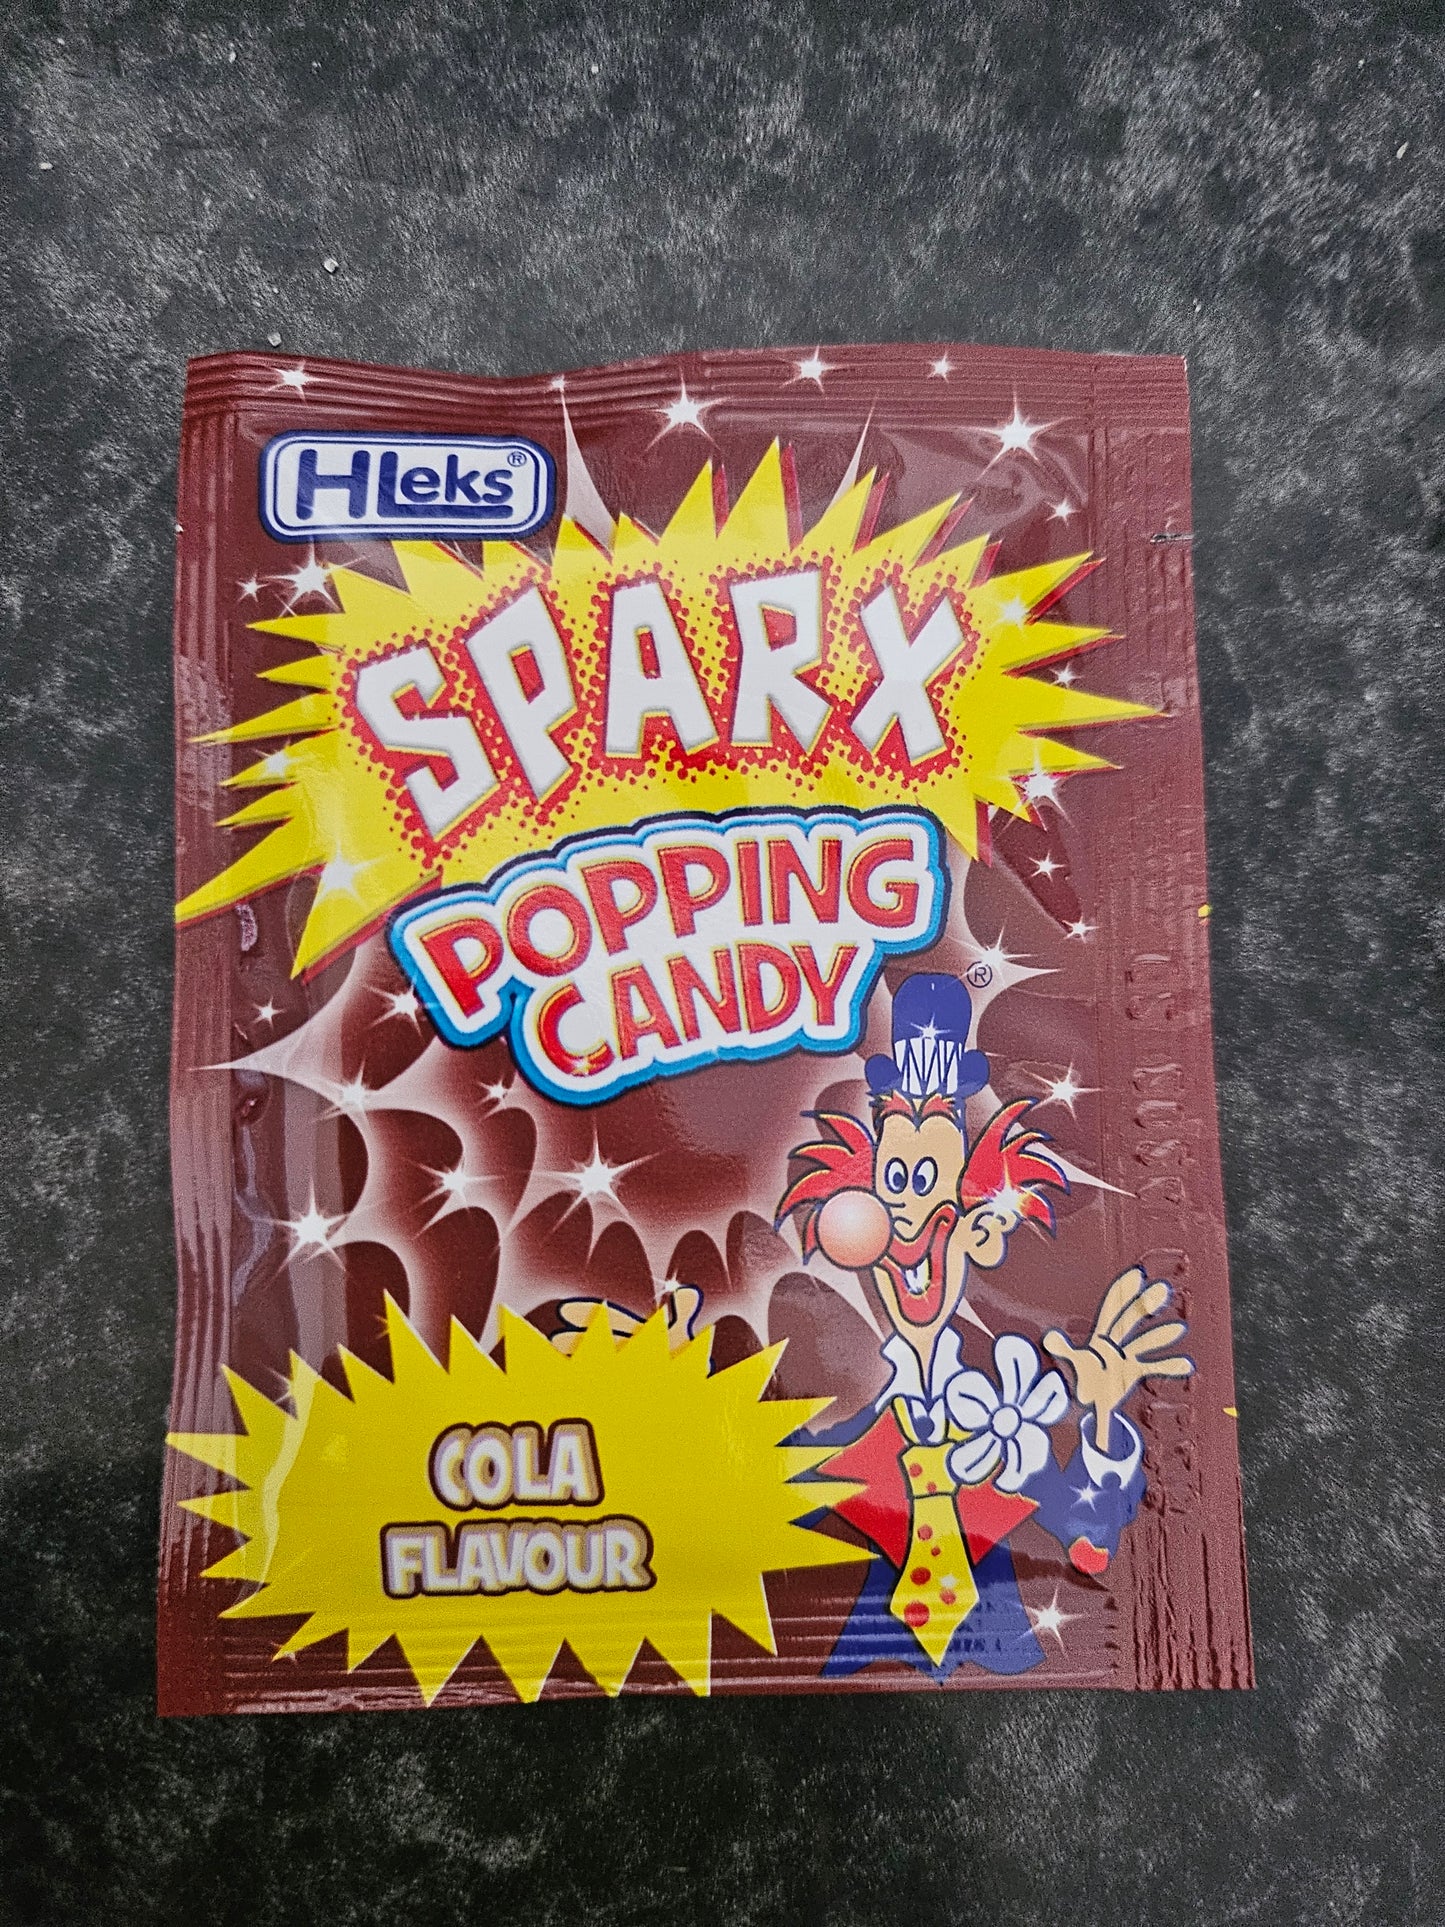 HLeks®
SPARX
POPPING
CANDY
®
COLA
FLAVOUR